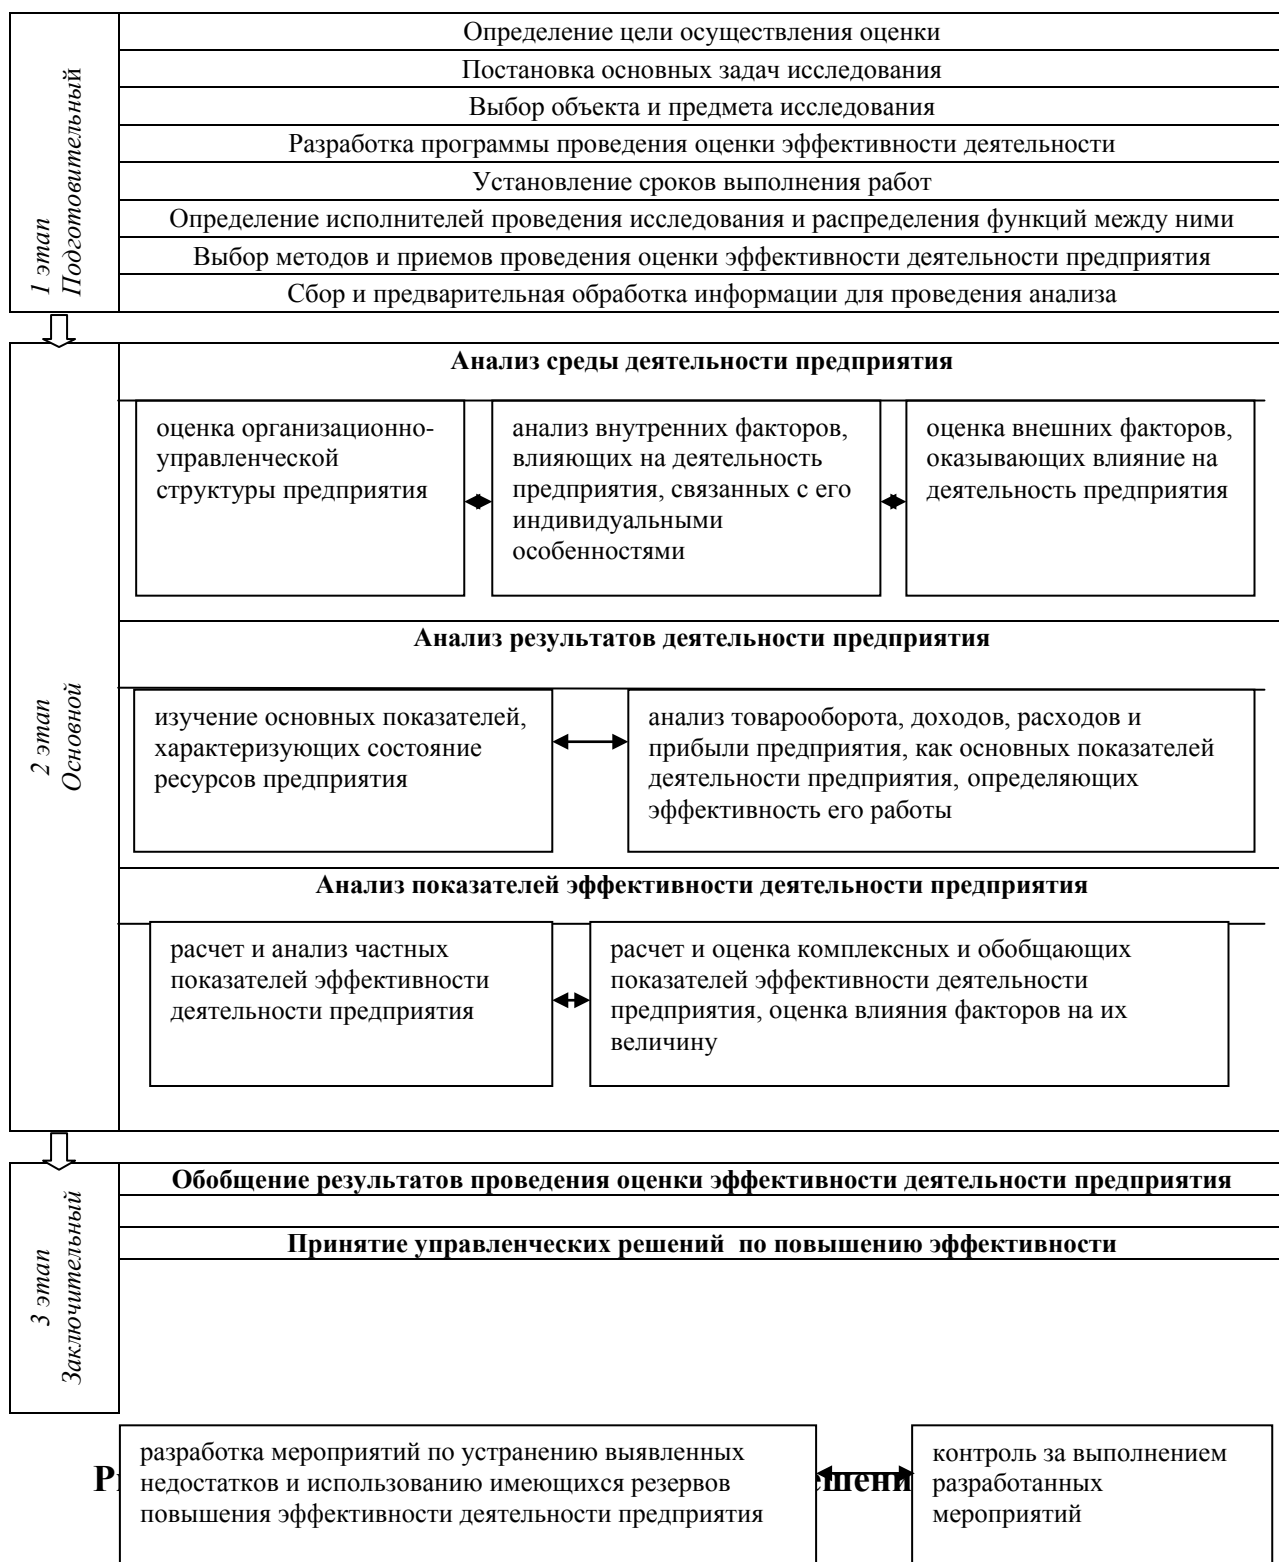 1 этап
Подготовительный
Определение цели осуществления оценки
Постановка основных задач исследования
Выбор объекта и предмета исследования
Разработка программы проведения оценки эффективности деятельности
Установление сроков выполнения работ
Определение исполнителей проведения исследования и распределения функций между ними
Выбор методов и приемов проведения оценки эффективности деятельности предприятия
Сбор и предварительная обработка информации для проведения анализа
2 этап
Основной
Анализ среды деятельности предприятия
оценка организационно-
управленческой
структуры предприятия
анализ внутренних факторов,
влияющих на деятельность
предприятия, связанных с его
индивидуальными
особенностями
оценка внешних факторов,
оказывающих влияние на
деятельность предприятия
Анализ результатов деятельности предприятия
изучение основных показателей,
характеризующих состояние
ресурсов предприятия
анализ товарооборота, доходов, расходов и
прибыли предприятия, как основных показателей
деятельности предприятия, определяющих
эффективность его работы
Анализ показателей эффективности деятельности предприятия
расчет и анализ частных
показателей эффективности
деятельности предприятия
расчет и оценка комплексных и обобщающих
показателей эффективности деятельности
предприятия, оценка влияния факторов на их
величину
3 этап
Заключительный
Обобщение результатов проведения оценки эффективности деятельности предприятия
Принятие управленческих решений по повышению эффективности
разработка мероприятий по устранению выявленных
недостатков и использованию имеющихся резервов
повышения эффективности деятельности предприятия
контроль за выполнением
разработанных
мероприятий